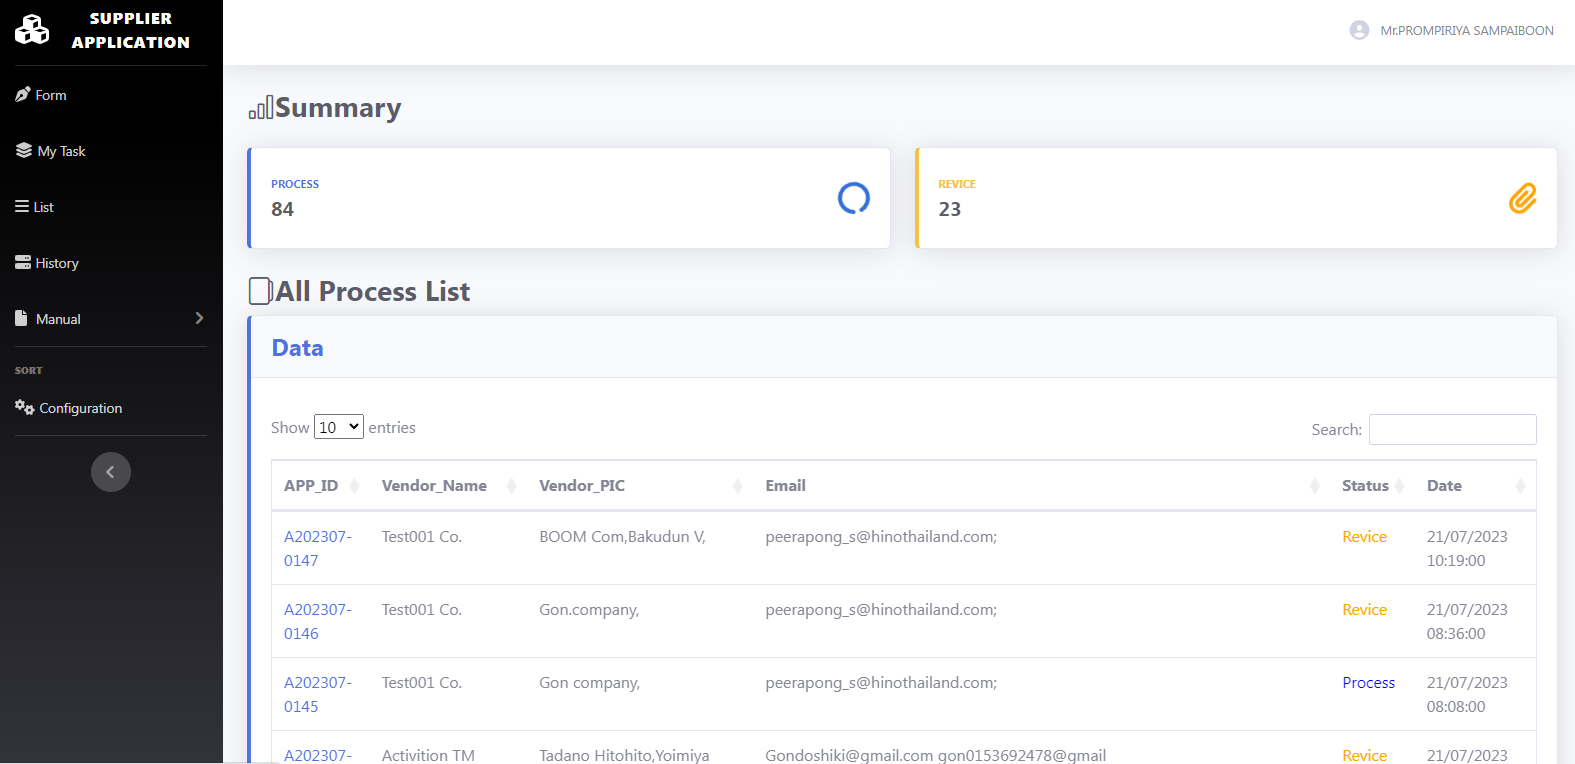 SUPPLIER
APPLICATION
Mr.PROMPIRIYA SAMPAIBOON
Form
My Task
List
History
Manual
SORT
Configuration
Summary
PROCESS
84
REVICE
23
All Process List
Data
Show 10 entries
Search:
APP_ID Vendor_Name Vendor_PIC Email Status Date
A202307- Test001 Co. BOOM Com,Bakudun V, peerapong_s@hinothailand.com; Revice 21/07/2023
0147 10:19:00
A202307- Test001 Co. Gon.company, peerapong_s@hinothailand.com; Revice 21/07/2023
0146 08:36:00
A202307- Test001 Co. Gon company, peerapong_s@hinothailand.com; Process 21/07/2023
0145 08:08:00
A202307- Activition TM Tadano Hitohito,Yoimiya Gondoshiki@gmail.com gon0153692478@gmail Revice 21/07/2023